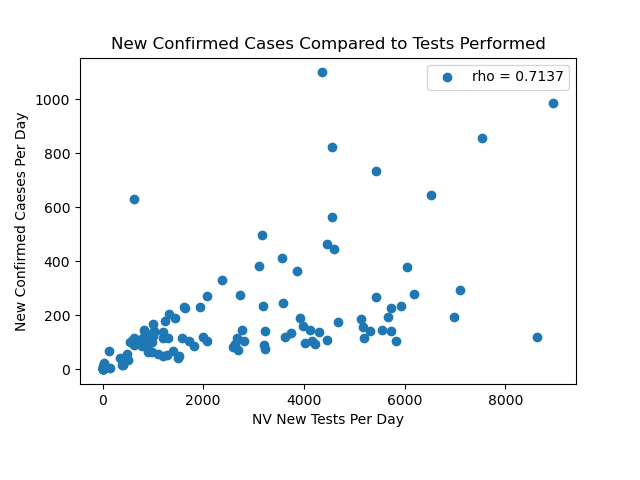 New Confirmed Cases Compared to Tests Performed
rho = 0.7137
New Confirmed Caeses Per Day
1000
800
600
400
200
0
0 2000 4000 6000 8000
NV New Tests Per Day